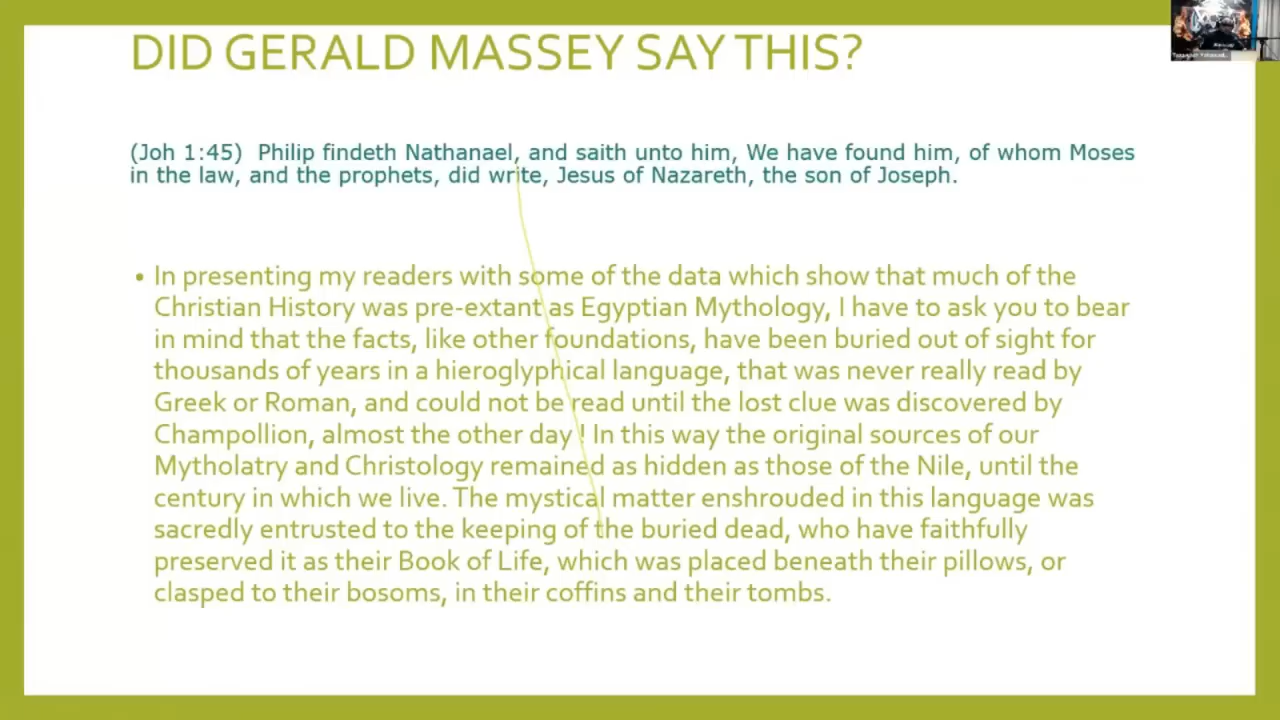 DID GERALD MASSEY SAY THIS?
(Joh 1:45) Philip findeth Nathanael, and saith unto him, We have found him, of whom Moses
in the law, and the prophets, did write, Jesus of Nazareth, the son of Joseph.
• In presenting my readers with some of the data which show that much of the
Christian History was pre-extant as Egyptian Mythology, I have to ask you to bear
in mind that the facts, like other foundations, have been buried out of sight for
thousands of years in a hieroglyphical language, that was never really read by
Greek or Roman, and could not be read until the lost clue was discovered by
Champollion, almost the other day ! In this way the original sources of our
Mytholatry and Christology remained as hidden as those of the Nile, until the
century in which we live. The mystical matter enshrouded in this language was
sacredly entrusted to the keeping of the buried dead, who have faithfully
preserved it as their Book of Life, which was placed beneath their pillows, or
clasped to their bosoms, in their coffins and their tombs.